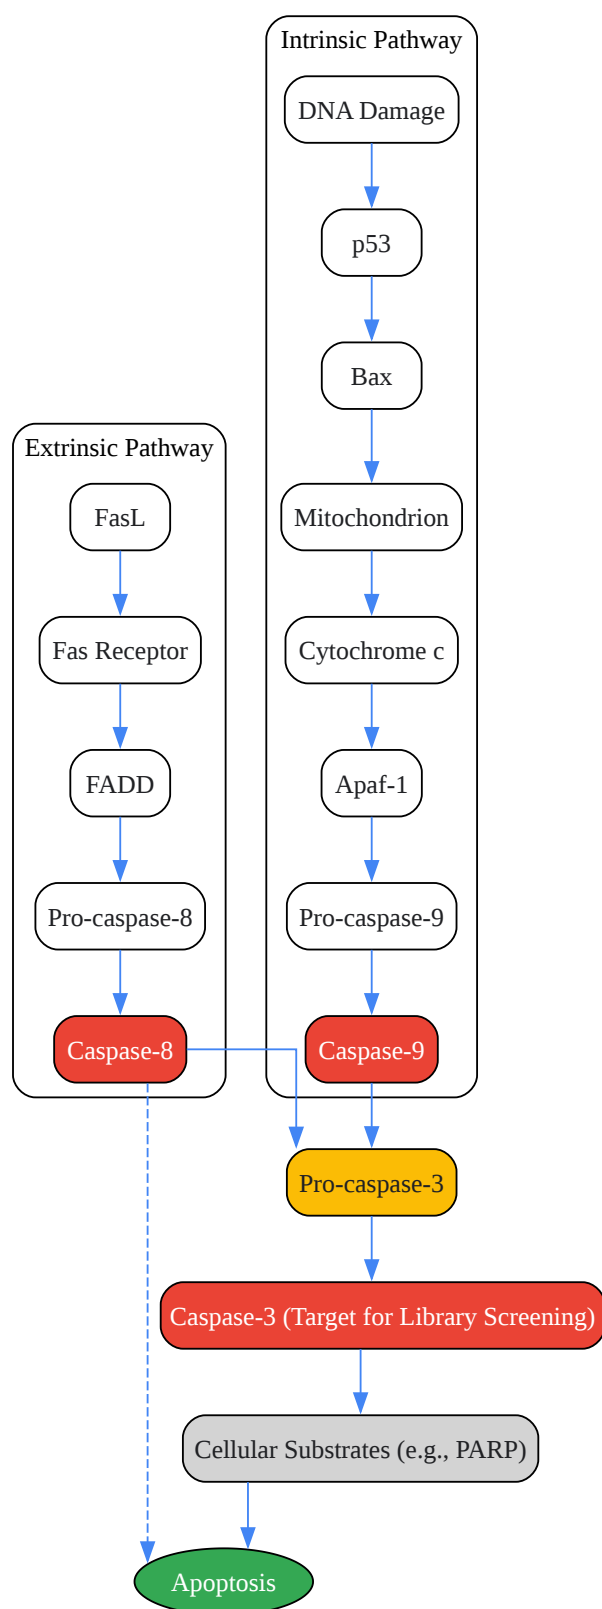 Intrinsic Pathway
DNA Damage
p53
Bax
Mitochondrion
Cytochrome c
Apaf-1
Pro-caspase-9
Caspase-9
Extrinsic Pathway
FasL
Fas Receptor
FADD
Pro-caspase-8
Caspase-8
Pro-caspase-3
Caspase-3 (Target for Library Screening)
Cellular Substrates (e.g., PARP)
Apoptosis